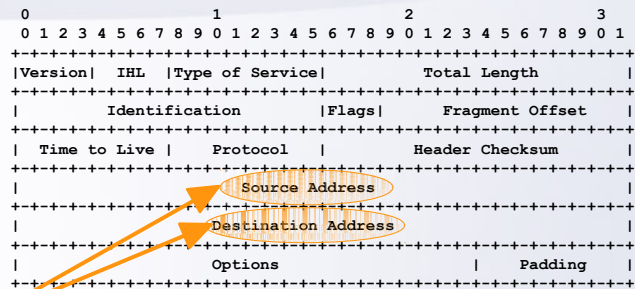 0                   1                   2                   3
0 1 2 3 4 5 6 7 8 9 0 1 2 3 4 5 6 7 8 9 0 1 2 3 4 5 6 7 8 9 0 1
+-+-+-+-+-+-+-+-+-+-+-+-+-+-+-+-+-+-+-+-+-+-+-+-+-+-+-+-+-+-+-+-+
|Version|  IHL  |Type of Service|          Total Length         |
+-+-+-+-+-+-+-+-+-+-+-+-+-+-+-+-+-+-+-+-+-+-+-+-+-+-+-+-+-+-+-+-+
|         Identification        |Flags|      Fragment Offset    |
+-+-+-+-+-+-+-+-+-+-+-+-+-+-+-+-+-+-+-+-+-+-+-+-+-+-+-+-+-+-+-+-+
|  Time to Live |    Protocol   |         Header Checksum       |
+-+-+-+-+-+-+-+-+-+-+-+-+-+-+-+-+-+-+-+-+-+-+-+-+-+-+-+-+-+-+-+-+
|                       Source Address                          |
+-+-+-+-+-+-+-+-+-+-+-+-+-+-+-+-+-+-+-+-+-+-+-+-+-+-+-+-+-+-+-+-+
|                    Destination Address                        |
+-+-+-+-+-+-+-+-+-+-+-+-+-+-+-+-+-+-+-+-+-+-+-+-+-+-+-+-+-+-+-+-+
|                    Options                    |    Padding    |
+-+-+-+-+-+-+-+-+-+-+-+-+-+-+-+-+-+-+-+-+-+-+-+-+-+-+-+-+-+-+-+-+